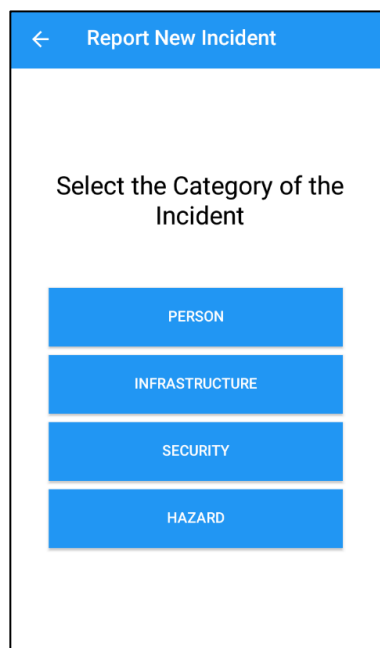 Report New Incident
Select the Category of the
Incident
PERSON
INFRASTRUCTURE
SECURITY
HAZARD